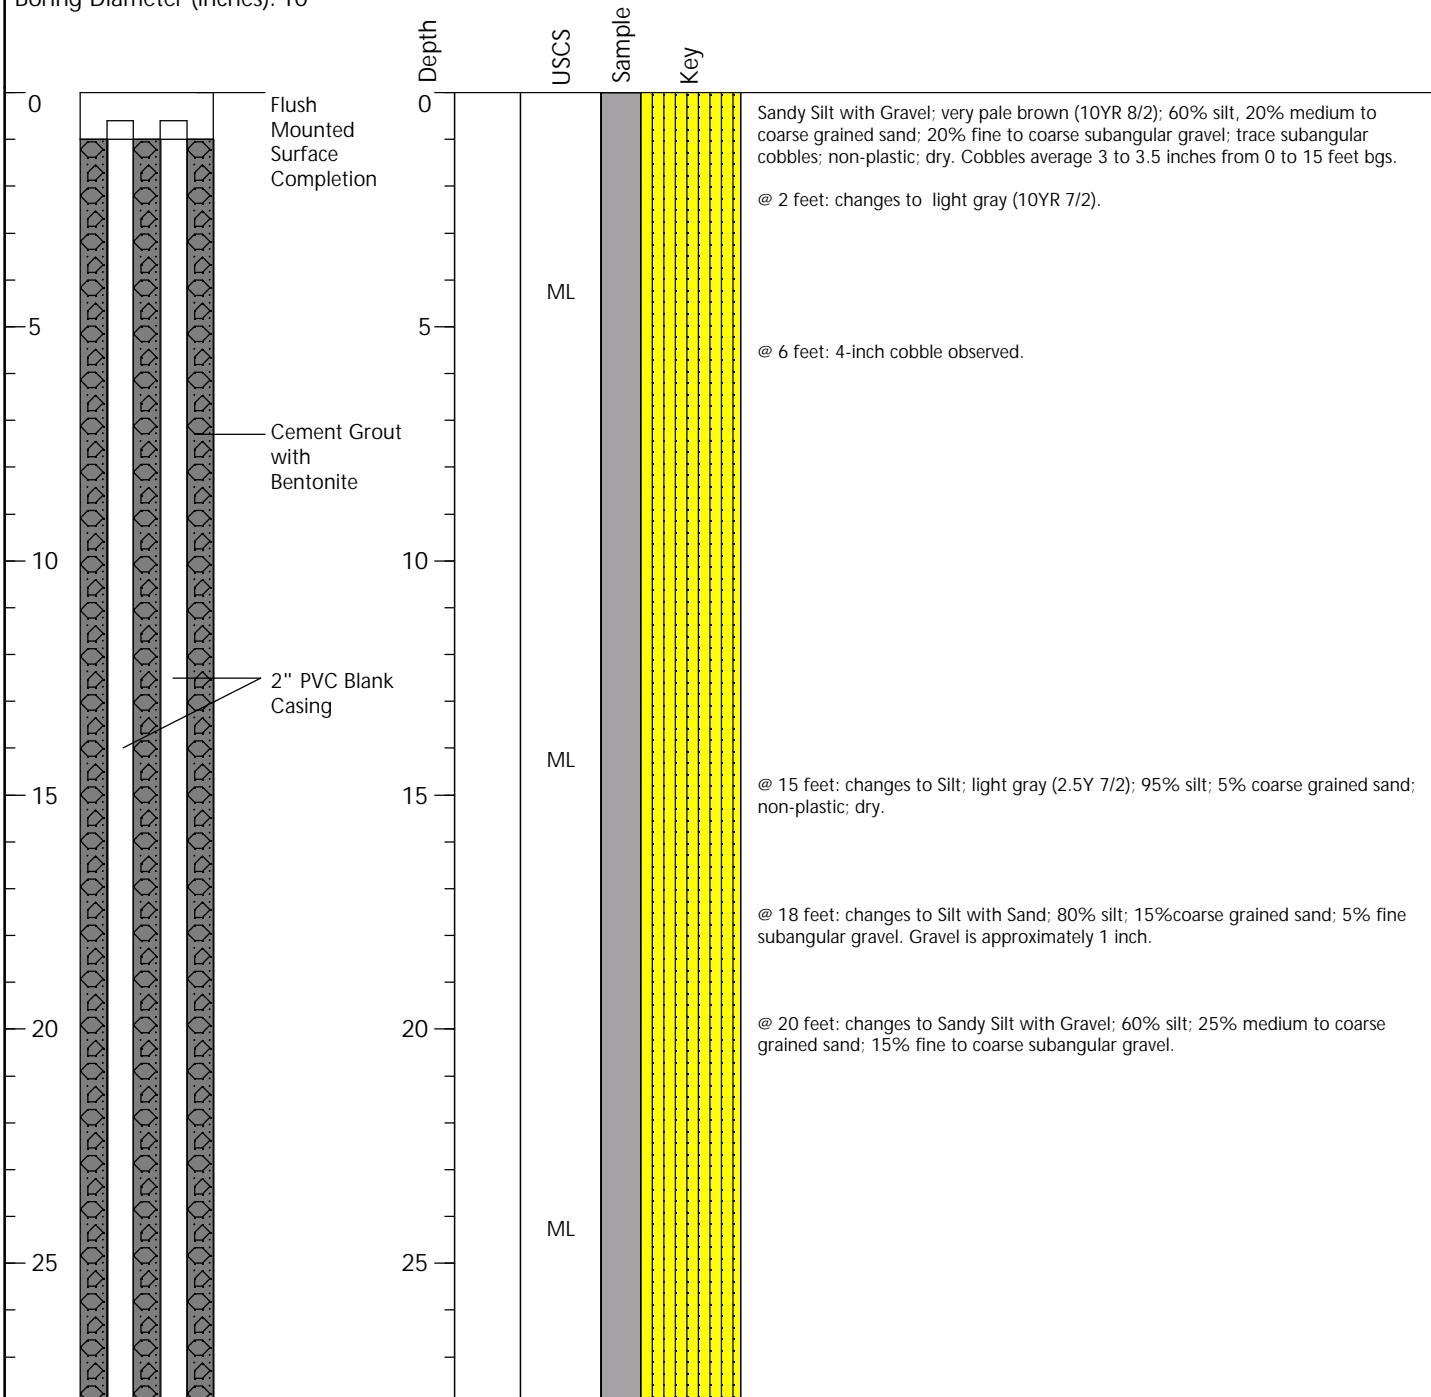 Boring Diameter (inches): 10
Depth
USCS
Sample
Key
0
Flush
Mounted
Surface
Completion
0
Sandy Silt with Gravel; very pale brown (10YR 8/2); 60% silt, 20% medium to
coarse grained sand; 20% fine to coarse subangular gravel; trace subangular
cobbles; non-plastic; dry. Cobbles average 3 to 3.5 inches from 0 to 15 feet bgs.
@ 2 feet: changes to light gray (10YR 7/2).
ML
5
5
@ 6 feet: 4-inch cobble observed.
Cement Grout
with
Bentonite
10
10
2" PVC Blank
Casing
ML
15
15
@ 15 feet: changes to Silt; light gray (2.5Y 7/2); 95% silt; 5% coarse grained sand;
non-plastic; dry.
@ 18 feet: changes to Silt with Sand; 80% silt; 15%coarse grained sand; 5% fine
subangular gravel. Gravel is approximately 1 inch.
20
20
@ 20 feet: changes to Sandy Silt with Gravel; 60% silt; 25% medium to coarse
grained sand; 15% fine to coarse subangular gravel.
ML
25
25